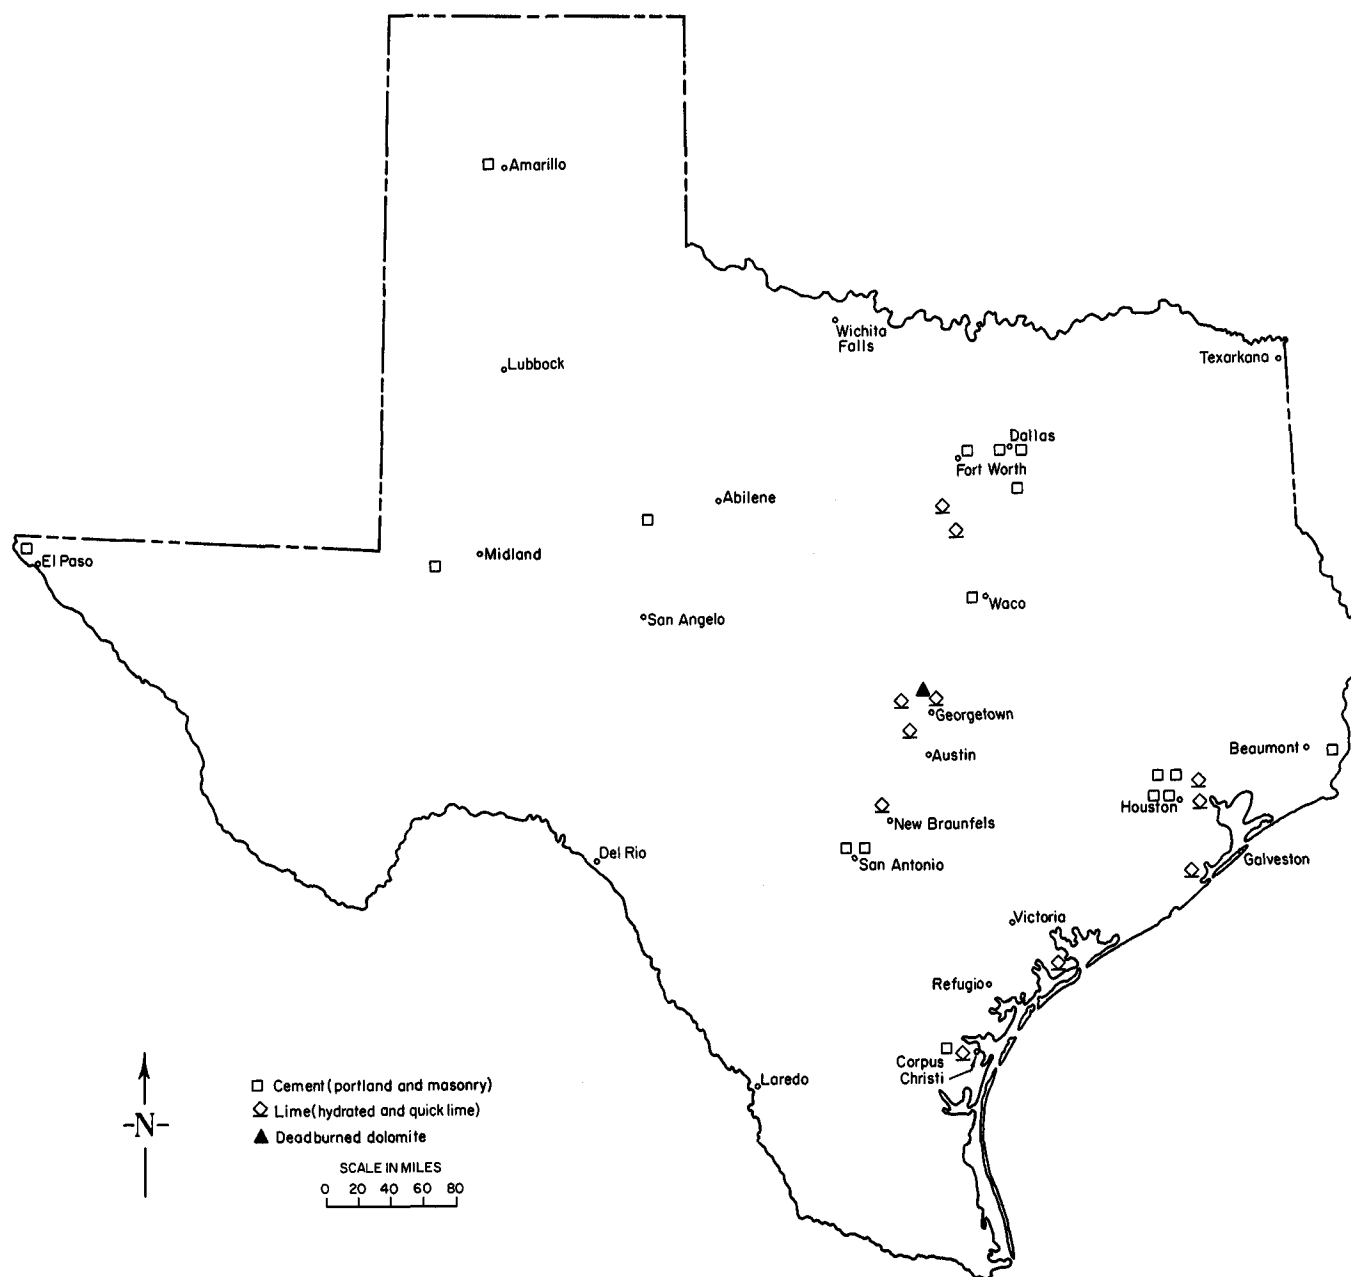 Amarillo
Wichita
Falls
Texarkana
Lubbock
Dallas
Fort Worth
Abilene
Midland
El Paso
Waco
San Angelo
Georgetown
Austin
Beaumont
Houston
New Braunfels
Del Rio
San Antonio
Galveston
Victoria
Refugio
Corpus
Christi
Laredo
-N-
Cement (portland and masonry)
Lime (hydrated and quick lime)
Deadburned dolomite
SCALE IN MILES
0 20 40 60 80